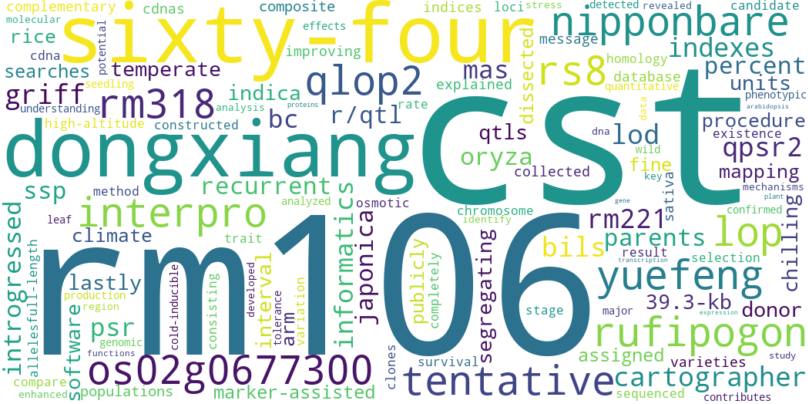 complementary cdnas composite indices loci stress detected revealed candidate
molecular sixty-four effects message nipponbare
rice cdna potential improving dissected homology indexes
searches temperate indica qlop2 mas explained rs8 database percent
seedling quantitative units phenotypic
griff rm318 bc r/qtl rate
understanding analysis proteins data arabidopsis
high-altitude constructed qtls dna lod wild procedure
dongxiang cst existence qpsr2
oryza collected fine key mapping
ssp method recurrent osmotic chromosome sativa mechanisms
leaf analyzed identify gene confirmed plant
introgressed interpro informatics japonica rm221 lop
climate trait segregating bils parents chilling
rm106 result selection
alleles full-length lastly cold-inducible consisting developed interval tolerance arm variation publicly completely transcription yuefeng
production region stage major expression 39.3-kb donor
software psr genomic rufipogon
functions survival assigned varieties study
compare os02g0677300 clones tentative cartographer
enhanced populations marker-assisted sequenced contributes